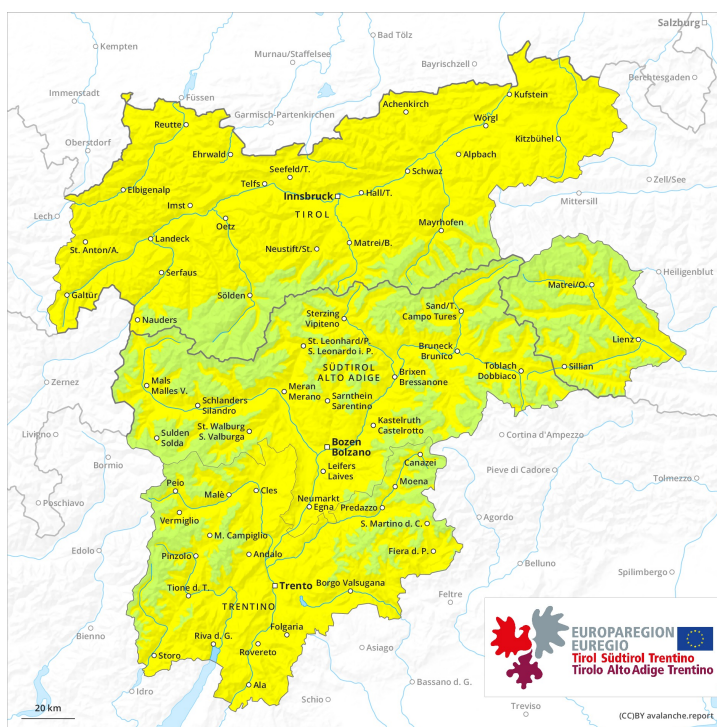 Salzburg
Kempten
Bad Tölz
Murnau/Staffelsee
Bayrischzell
Berchtesgaden
Immenstadt
Füssen
Achenkirch
Kufstein
Garmisch-Partenkirchen
Reutte
Wörgl
Oberstdorf
Ehrwald
Kitzbühel
Alpbach
Seefeld/T.
Schwaz
Telfs
Zell/See
Elbigenalp
Innsbruck
Hall/T.
Mittersill
Imst
TIROL
Lech
Oetz
Mayrhofen
St. Anton/A.
Landeck
Neustift/St.
Matrei/B.
Serfaus
Heiligenblut
Matrei/O.
Galtür
Sölden
Nauders
Sterzing
Vipiteno
Sand/T.
Campo Tures
St. Leonhard/P.
S. Leonardo i. P.
Lienz
Bruneck
Brunico
SÜDTIROL
ALTO ADIGE
Toblach
Dobbiaco
Sillian
Brixen
Bressanone
Zernez
Mals
Malles V.
Meran
Merano
Schlanders
Silandro
Sarnthein
Sarentino
Kastelruth
Castelrotto
St. Walburg
S. Valburga
Livigno
Sulden
Solda
Bozen
Bolzano
Cortina d'Ampezzo
Canazei
Bormio
Leifers
Laives
Pieve di Cadore
Moena
Tolmezzo
Peio
Malè
Cles
Poschiavo
Neumarkt
Egna
Predazzo
Vermiglio
Agordo
S. Martino d. C.
M. Campiglio
Edolo
Pinzolo
Andalo
Fiera d. P.
Belluno
Spilimbergo
Tione d. T.
Trento
Borgo Valsugana
Feltre
TRENTINO
Bienno
Riva d. G.
Folgaria
Storo
Rovereto
Asiago
Idro
Ala
Schio
Bassano d. G.
Treviso
EUROPAREGION
EUREGIO
Tirol Südtirol Trentino
Tirolo Alto Adige Trentino
20 km
(CC)BY avalanche.report